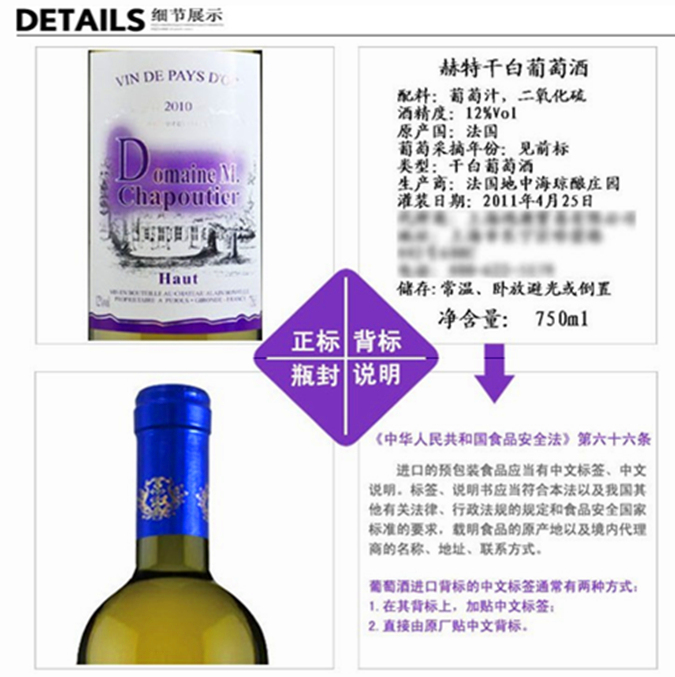 DETAILS 细节展示
VIN DE PAYS D'O
2010
Domaine M.
Chapoutier
Haut
赫特干白葡萄酒
配料：葡萄汁，二氧化硫
酒精度：12%Vol
原产国：法国
葡萄采摘年份：见前标
类型：干白葡萄酒
生产商：法国地中海琼酿庄园
灌装日期：2011年4月25日
储存：常温、卧放避光或倒置
净含量： 750ml
正标 背标
瓶封 说明
《中华人民共和国食品安全法》第六十六条
进口的预包装食品应当有中文标签、中文
说明。标签、说明书应当符合本法以及我国其
他有关法律、行政法规的规定和食品安全国家
标准的要求，载明食品的原产地以及境内代理
商的名称、地址、联系方式。
葡萄酒进口背标的中文标签通常有两种方式：
1.在其背标上，加贴中文标签；
2.直接由原厂贴中文背标。